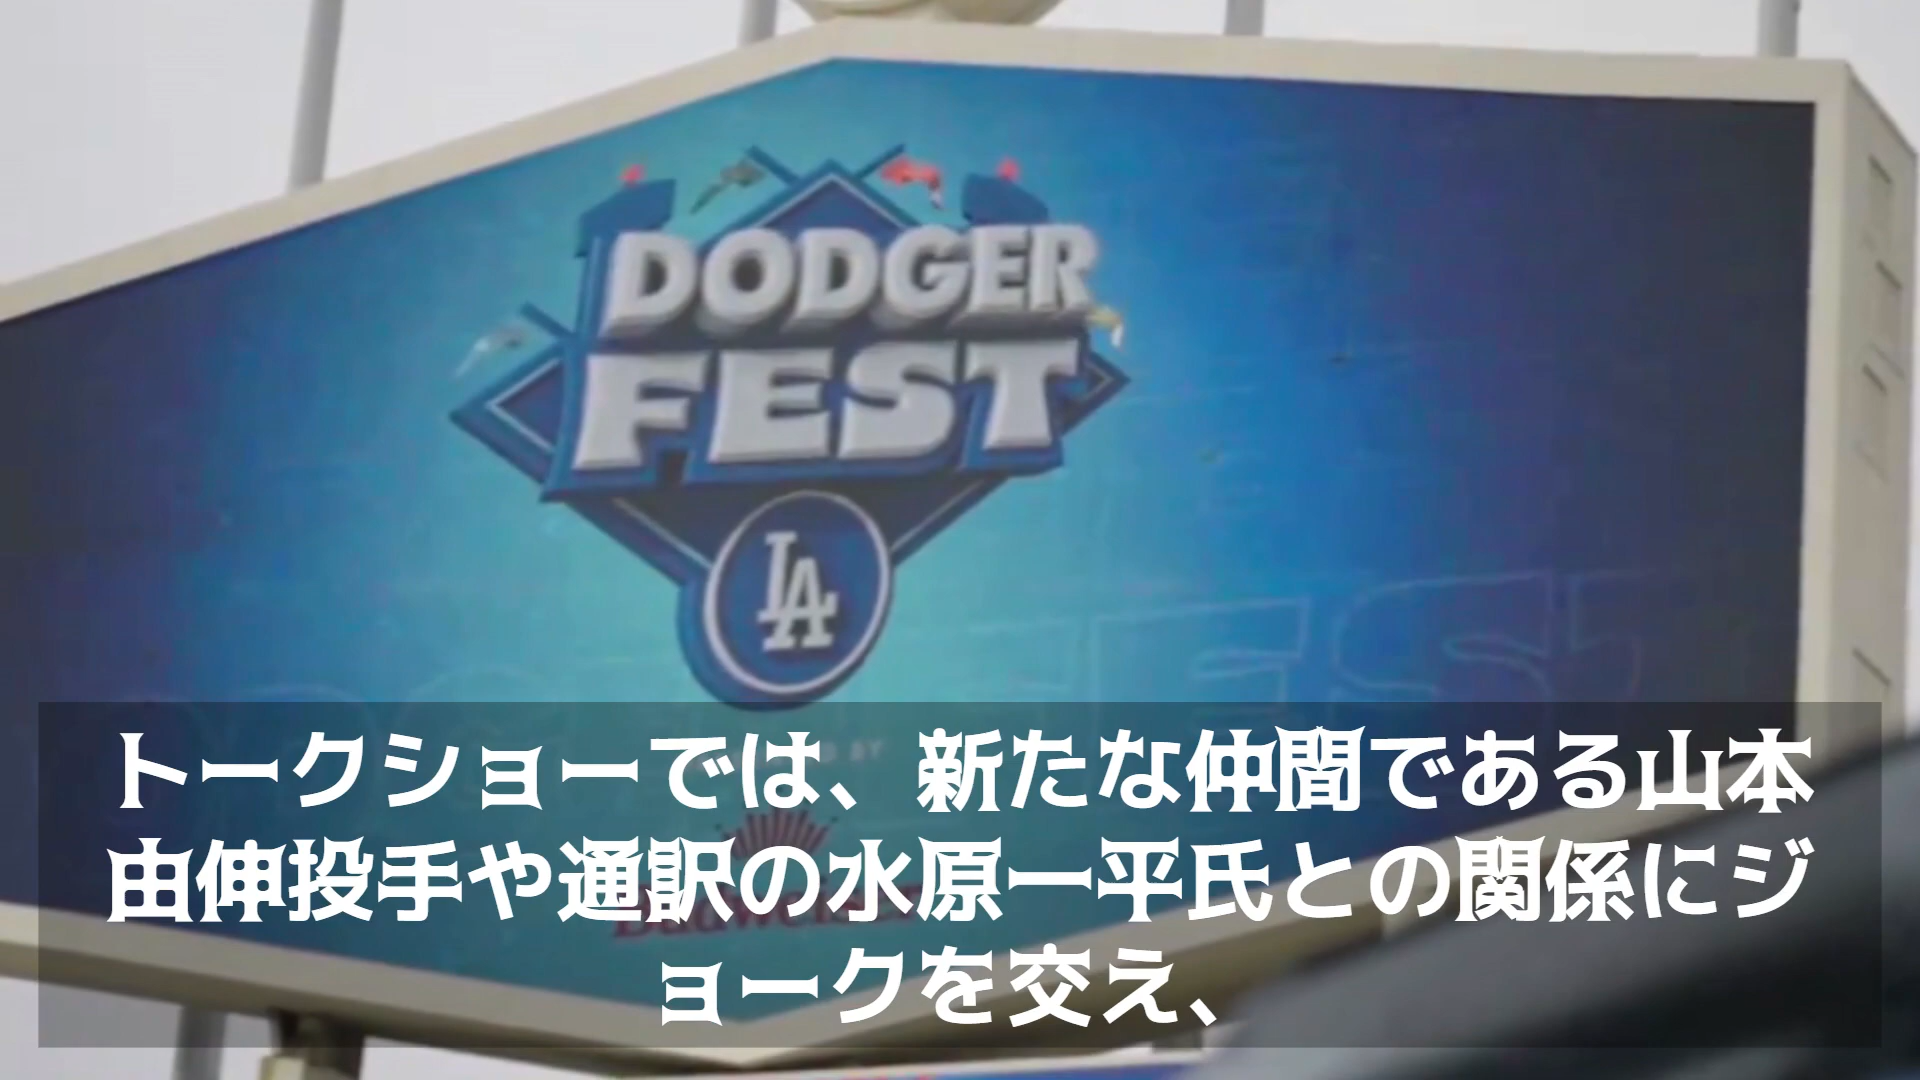 DODGER
FEST
LA
BY
Budweiser
トークショーでは、新たな仲間である山本
由伸投手や通訳の水原一平氏との関係にジ
ョークを交え、